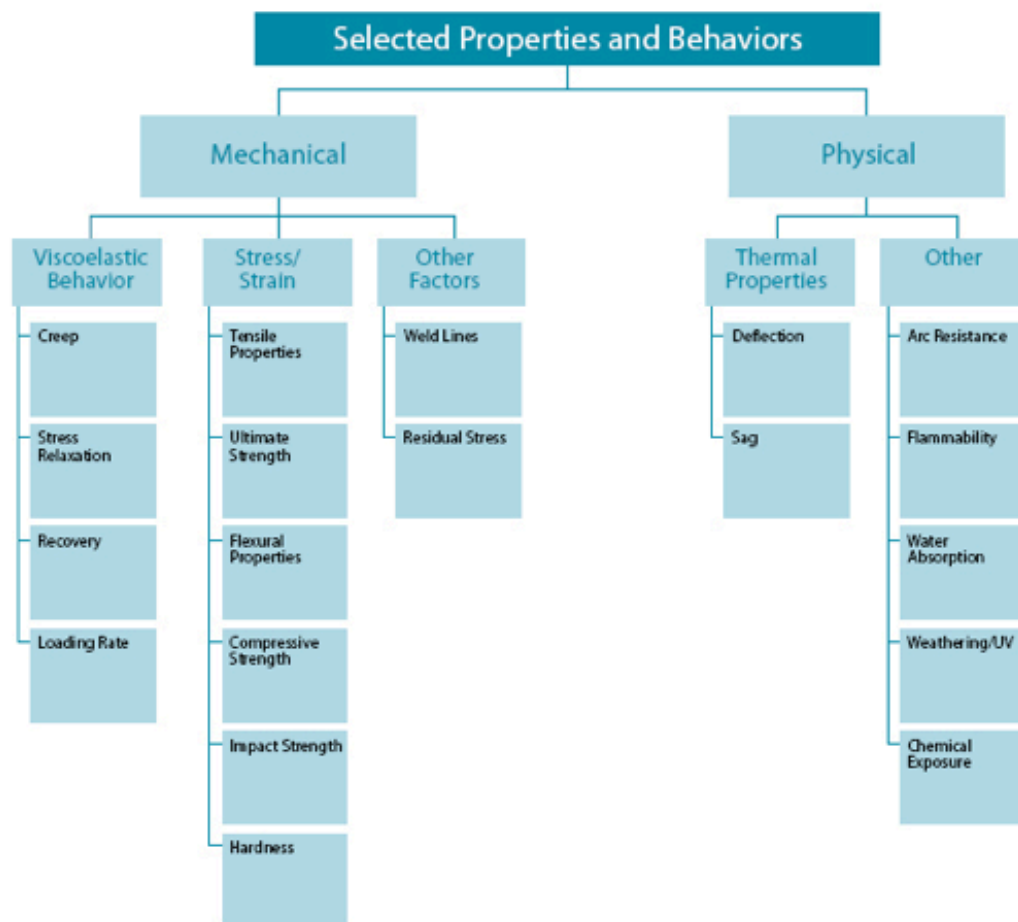 Selected Properties and Behaviors
Mechanical
Physical
Viscoelastic
Behavior
Stress/
Strain
Other
Factors
Thermal
Properties
Other
Creep
Stress
Relaxation
Recovery
Loading Rate
Tensile
Properties
Ultimate
Strength
Flexural
Properties
Compressive
Strength
Impact Strength
Hardness
Weld Lines
Residual Stress
Deflection
Sag
Arc Resistance
Flammability
Water
Absorption
Weathering/UV
Chemical
Exposure